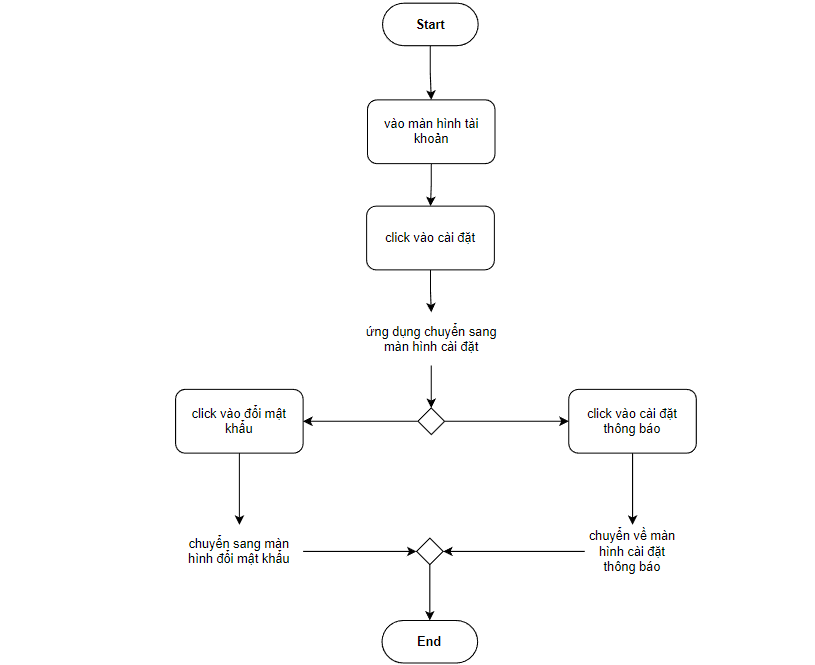 Start
vào màn hình tài
khoản
click vào cài đặt
ứng dụng chuyển sang
màn hình cài đặt
click vào đổi mật
khẩu
click vào cài đặt
thông báo
chuyển sang màn
hình đổi mật khẩu
chuyển về màn
hình cài đặt
thông báo
End